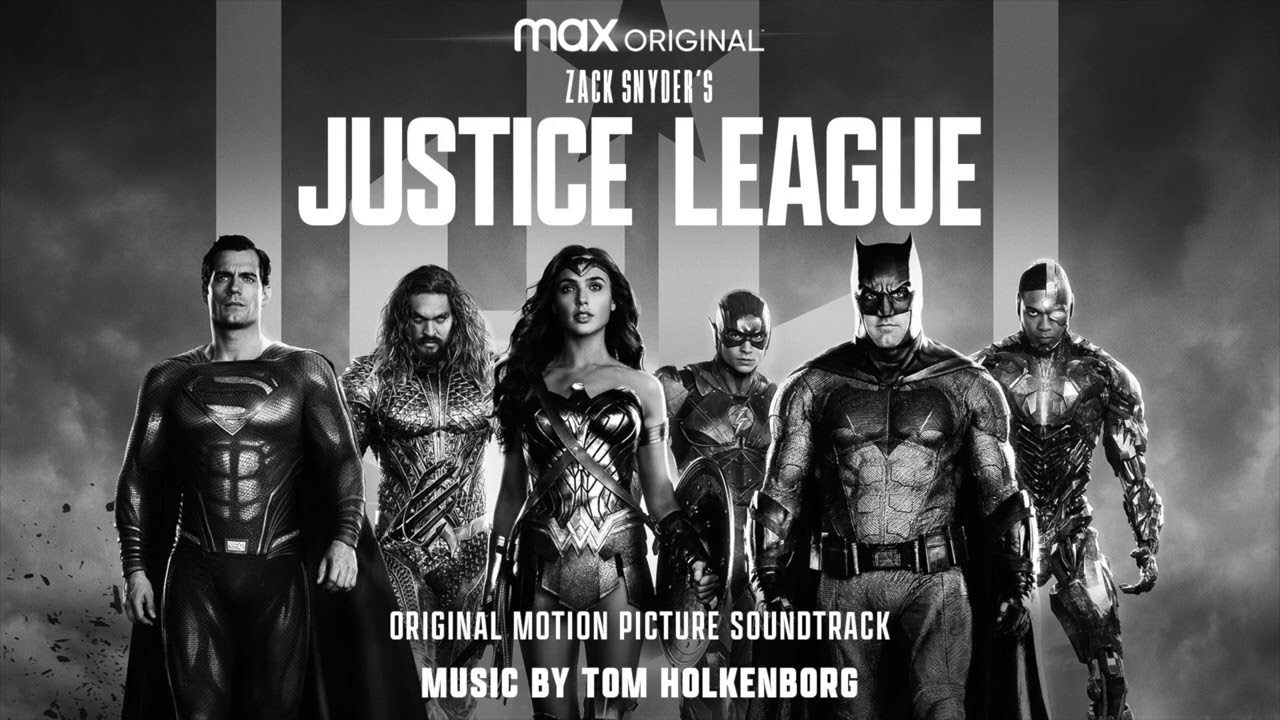 max ORIGINAL
ZACK SNYDER'S
JUSTICE LEAGUE
ORIGINAL MOTION PICTURE SOUNDTRACK
MUSIC BY TOM HOLKENBORG